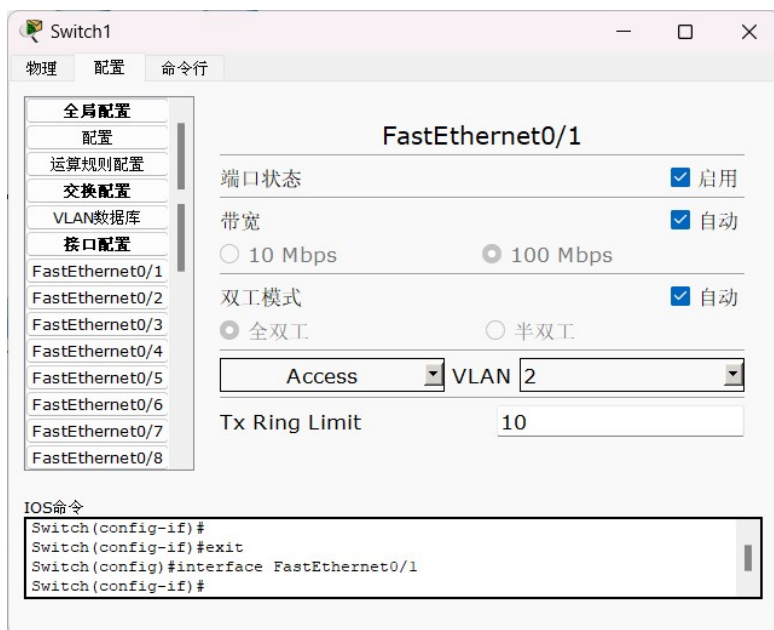 Switch1
物理 配置 命令行
全局配置
配置
运算规则配置
交换配置
VLAN数据库
接口配置
FastEthernet0/1
FastEthernet0/2
FastEthernet0/3
FastEthernet0/4
FastEthernet0/5
FastEthernet0/6
FastEthernet0/7
FastEthernet0/8
FastEthernet0/1
端口状态 启用
带宽 自动
10 Mbps 100 Mbps
双工模式 自动
全双工 半双工
Access VLAN 2
Tx Ring Limit 10
IOS命令
Switch(config-if)#
Switch(config-if)#exit
Switch(config)#interface FastEthernet0/1
Switch(config-if)#